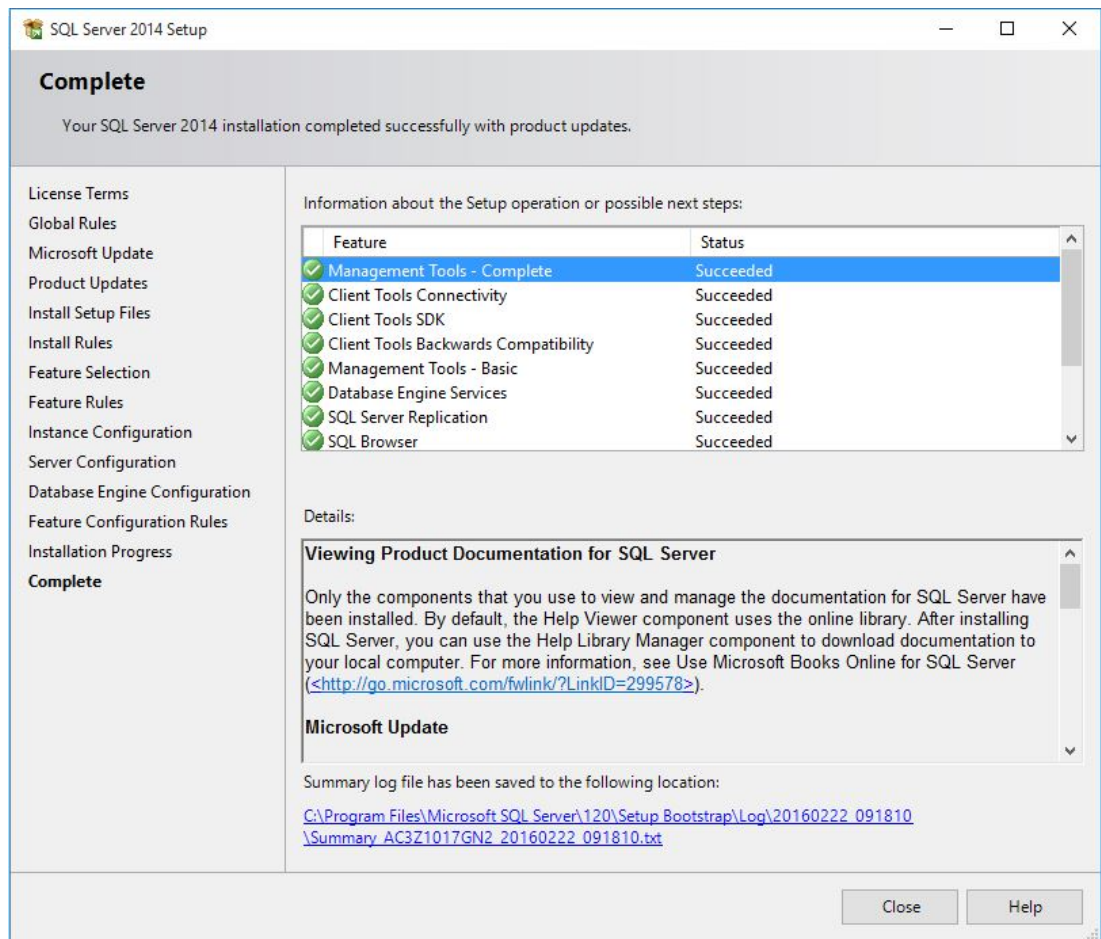 SQL Server 2014 Setup
Complete
Your SQL Server 2014 installation completed successfully with product updates.
License Terms
Global Rules
Microsoft Update
Product Updates
Install Setup Files
Install Rules
Feature Selection
Feature Rules
Instance Configuration
Server Configuration
Database Engine Configuration
Feature Configuration Rules
Installation Progress
Complete
Information about the Setup operation or possible next steps:
Feature Status
Management Tools - Complete Succeeded
Client Tools Connectivity Succeeded
Client Tools SDK Succeeded
Client Tools Backwards Compatibility Succeeded
Management Tools - Basic Succeeded
Database Engine Services Succeeded
SQL Server Replication Succeeded
SQL Browser Succeeded
Details:
Viewing Product Documentation for SQL Server
Only the components that you use to view and manage the documentation for SQL Server have
been installed. By default, the Help Viewer component uses the online library. After installing
SQL Server, you can use the Help Library Manager component to download documentation to
your local computer. For more information, see Use Microsoft Books Online for SQL Server
(<http://go.microsoft.com/fwlink/?LinkID=299578>).
Microsoft Update
Summary log file has been saved to the following location:
C:\Program Files\Microsoft SQL Server\120\Setup Bootstrap\Log\20160222_091810
\Summary_AC3Z1017GN2_20160222_091810.txt
Close Help